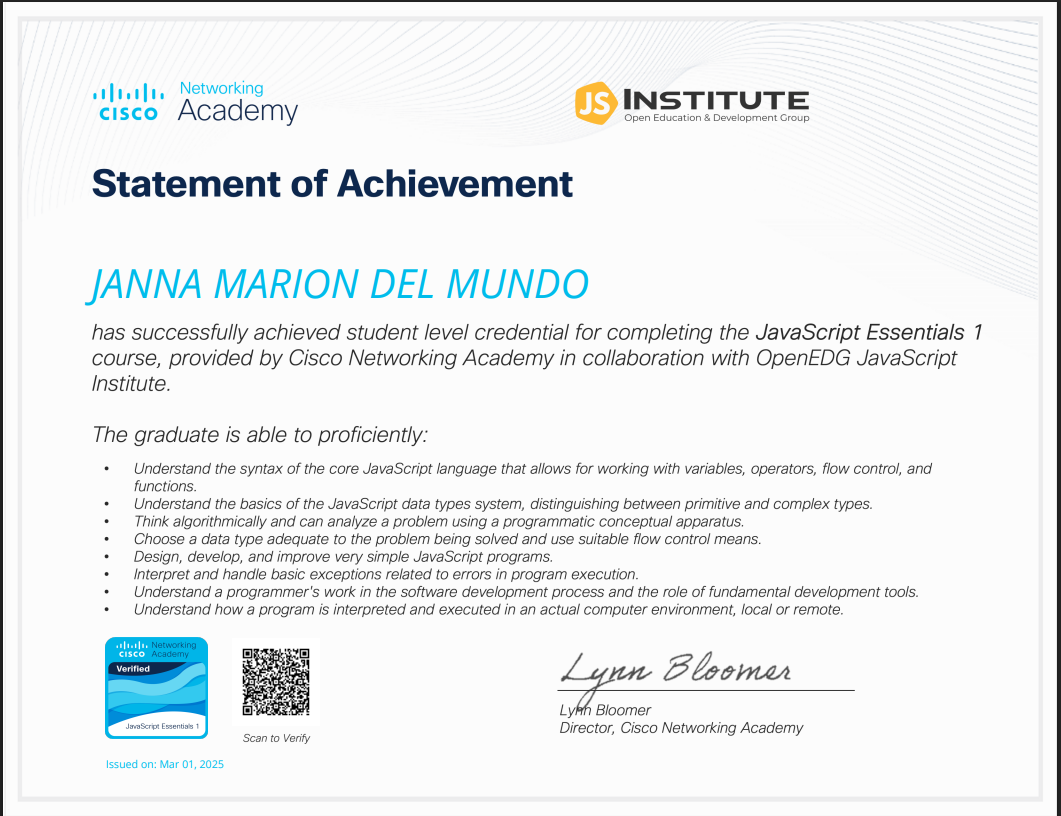 CISCO
Networking
Academy
JS INSTITUTE
Open Education & Development Group
Statement of Achievement
JANNA MARION DEL MUNDO
has successfully achieved student level credential for completing the JavaScript Essentials 1
course, provided by Cisco Networking Academy in collaboration with OpenEDG JavaScript
Institute.
The graduate is able to proficiently:
• Understand the syntax of the core JavaScript language that allows for working with variables, operators, flow control, and
functions.
• Understand the basics of the JavaScript data types system, distinguishing between primitive and complex types.
• Think algorithmically and can analyze a problem using a programmatic conceptual apparatus.
• Choose a data type adequate to the problem being solved and use suitable flow control means.
• Design, develop, and improve very simple JavaScript programs.
• Interpret and handle basic exceptions related to errors in program execution.
• Understand a programmer's work in the software development process and the role of fundamental development tools.
• Understand how a program is interpreted and executed in an actual computer environment, local or remote.
CISCO
Networking
Academy
Verified
JavaScript Essentials 1
Scan to Verify
Issued on: Mar 01, 2025
Lynn Bloomer
Lynn Bloomer
Director, Cisco Networking Academy